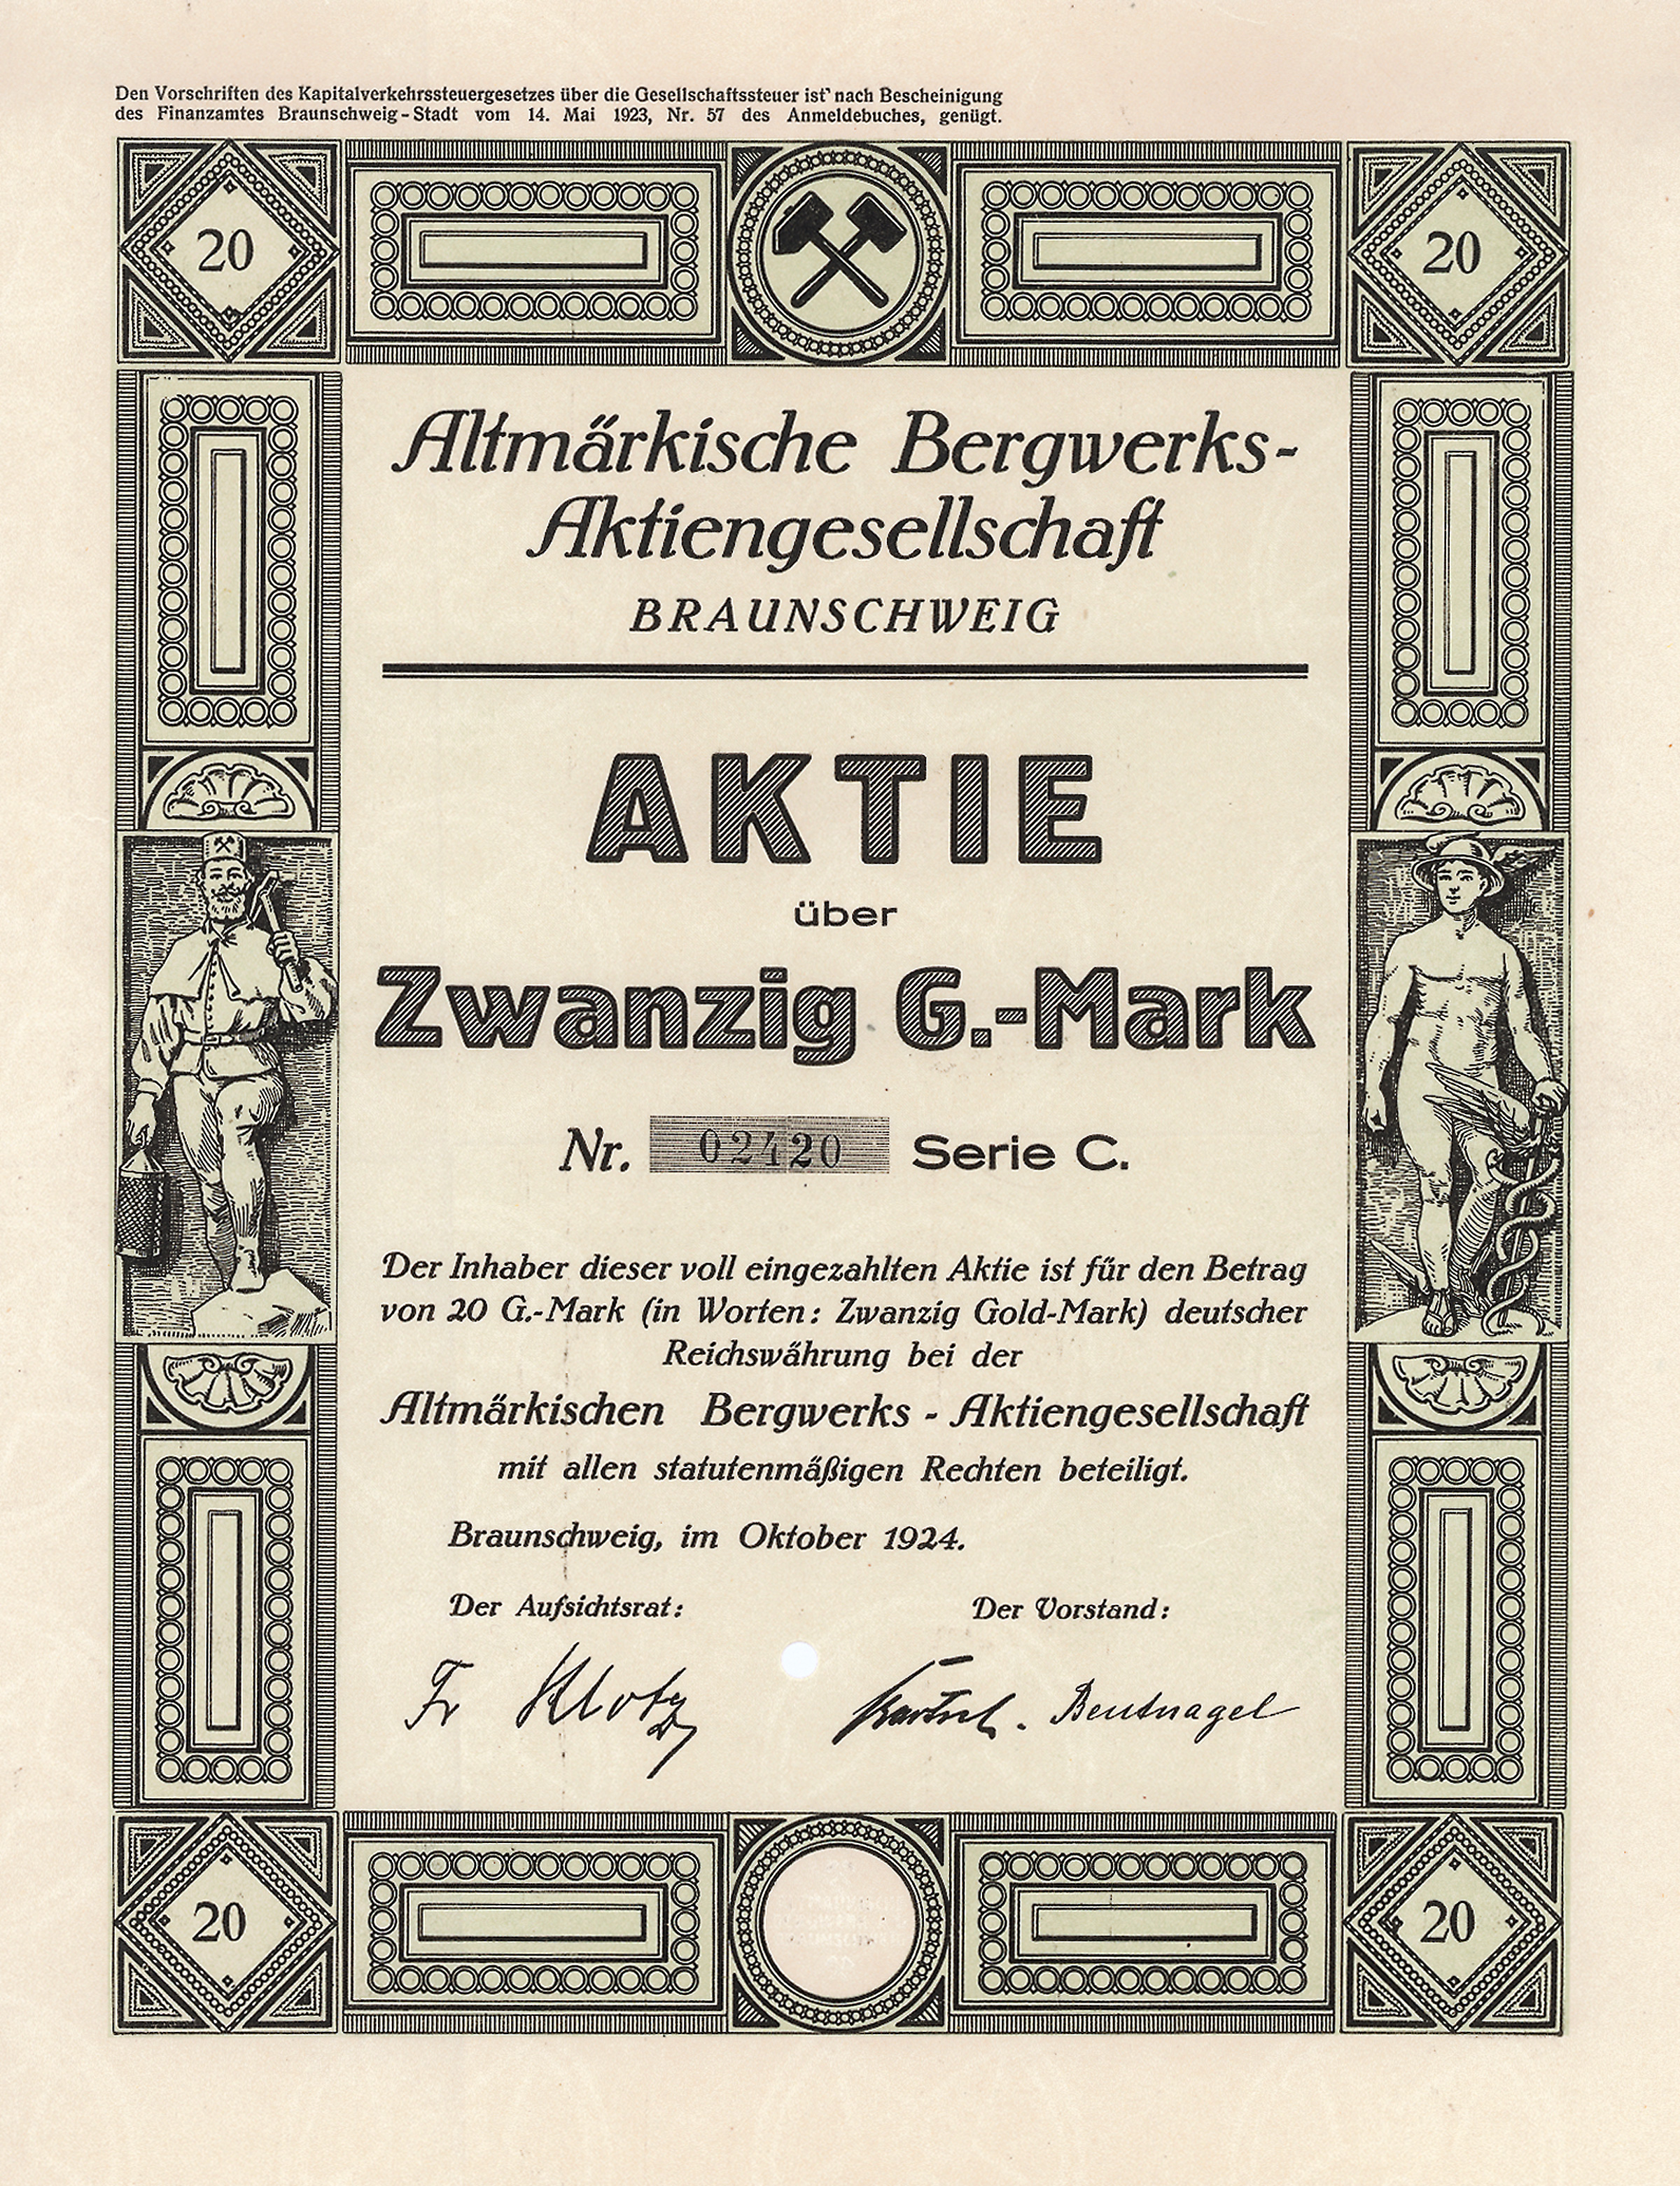 Den Vorschriften des Kapitalverkehrssteuergesetzes über die Gesellschaftssteuer ist nach Bescheinigung
des Finanzamtes Braunschweig-Stadt vom 14. Mai 1923, Nr. 57 des Anmeldebuches, genügt.
20
20
Altmärkische Bergwerks-
Aktiengesellschaft
BRAUNSCHWEIG
AKTIE
über
Zwanzig G.-Mark
Nr. 02420 Serie C.
Der Inhaber dieser voll eingezahlten Aktie ist für den Betrag
von 20 G.-Mark (in Worten: Zwanzig Gold-Mark) deutscher
Reichswährung bei der
Altmärkischen Bergwerks-Aktiengesellschaft
mit allen statutenmäßigen Rechten beteiligt.
Braunschweig, im Oktober 1924.
Der Aufsichtsrat: Der Vorstand:
Fr Klotz Beutnagel
20
20